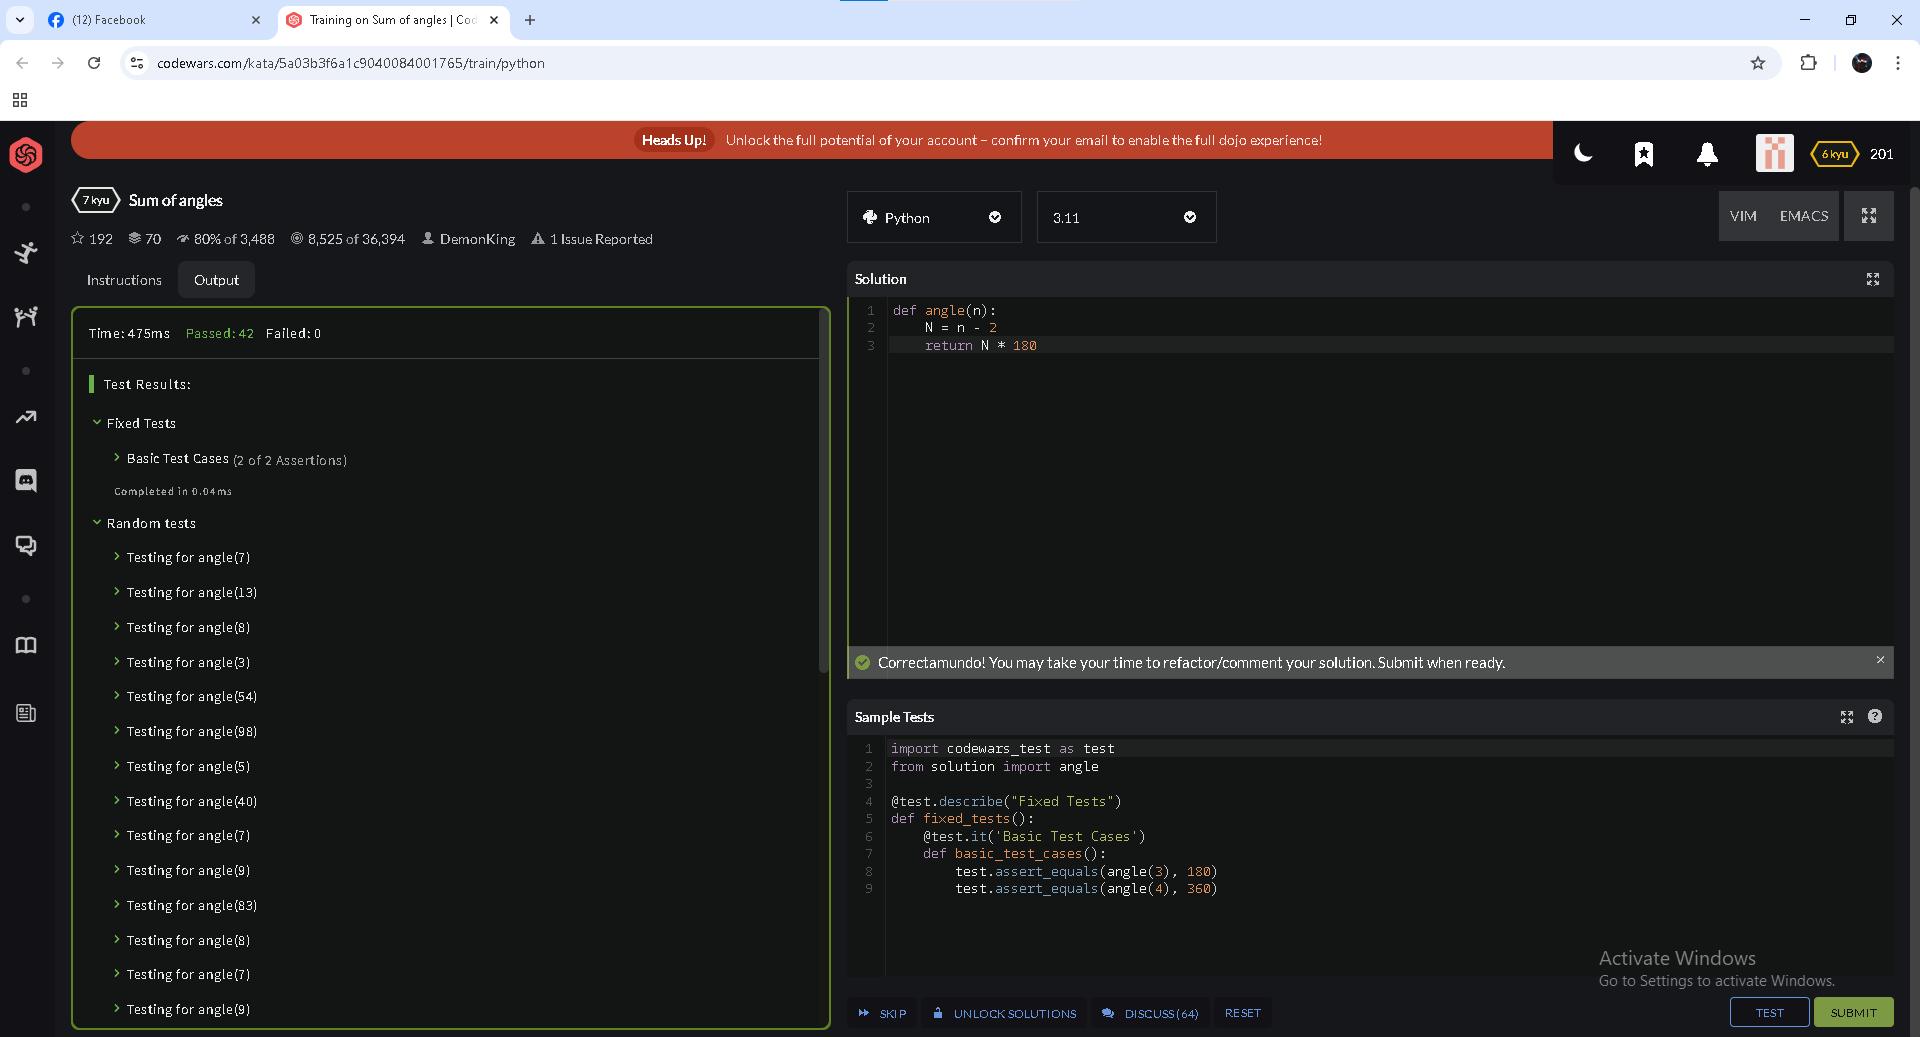 (12) Facebook
Training on Sum of angles | Cod
codewars.com/kata/5a03b3f6a1c9040084001765/train/python
Heads Up! Unlock the full potential of your account – confirm your email to enable the full dojo experience!
6 kyu 201
7 kyu Sum of angles
192 70 80% of 3,488 8,525 of 36,394 DemonKing 1 Issue Reported
Python 3.11 VIM EMACS
Instructions Output
Time: 475ms Passed: 42 Failed: 0
Test Results:
Fixed Tests
Basic Test Cases (2 of 2 Assertions)
Completed in 0.04ms
Random tests
Testing for angle(7)
Testing for angle(13)
Testing for angle(8)
Testing for angle(3)
Testing for angle(54)
Testing for angle(98)
Testing for angle(5)
Testing for angle(40)
Testing for angle(7)
Testing for angle(9)
Testing for angle(83)
Testing for angle(8)
Testing for angle(7)
Testing for angle(9)
Solution
1 def angle(n):
2     N = n - 2
3     return N * 180
Correctamundo! You may take your time to refactor/comment your solution. Submit when ready.
Sample Tests
1 import codewars_test as test
2 from solution import angle
3
4 @test.describe("Fixed Tests")
5 def fixed_tests():
6     @test.it('Basic Test Cases')
7     def basic_test_cases():
8         test.assert_equals(angle(3), 180)
9         test.assert_equals(angle(4), 360)
Activate Windows
Go to Settings to activate Windows.
SKIP UNLOCK SOLUTIONS DISCUSS (64) RESET TEST SUBMIT